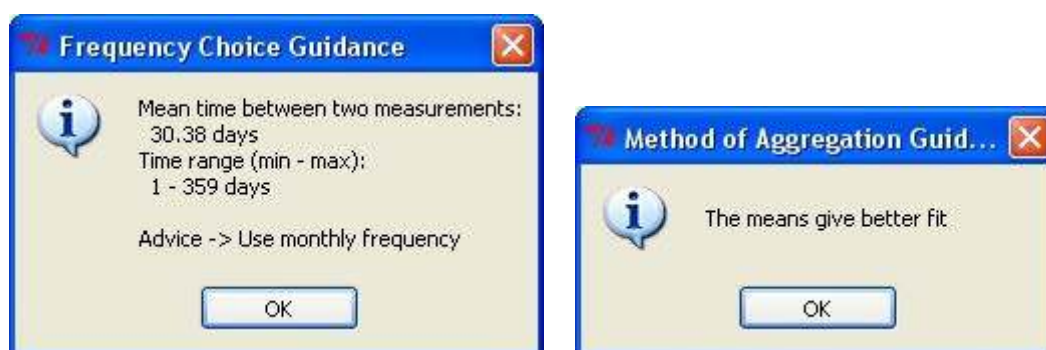 Frequency Choice Guidance
Mean time between two measurements:
30.38 days
Time range (min - max):
1 - 359 days
Advice -> Use monthly frequency
OK
Method of Aggregation Guid...
The means give better fit
OK